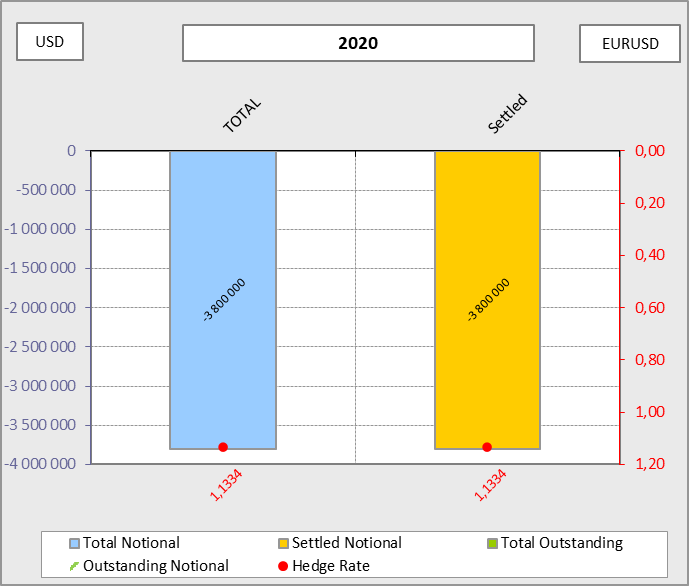 USD
2020
EURUSD
TOTAL
Settled
0
-500 000
-1 000 000
-1 500 000
-2 000 000
-2 500 000
-3 000 000
-3 500 000
-4 000 000
-3 800 000
-3 800 000
0,00
0,20
0,40
0,60
0,80
1,00
1,20
1,1334
1,1334
Total Notional
Settled Notional
Total Outstanding
Outstanding Notional
Hedge Rate